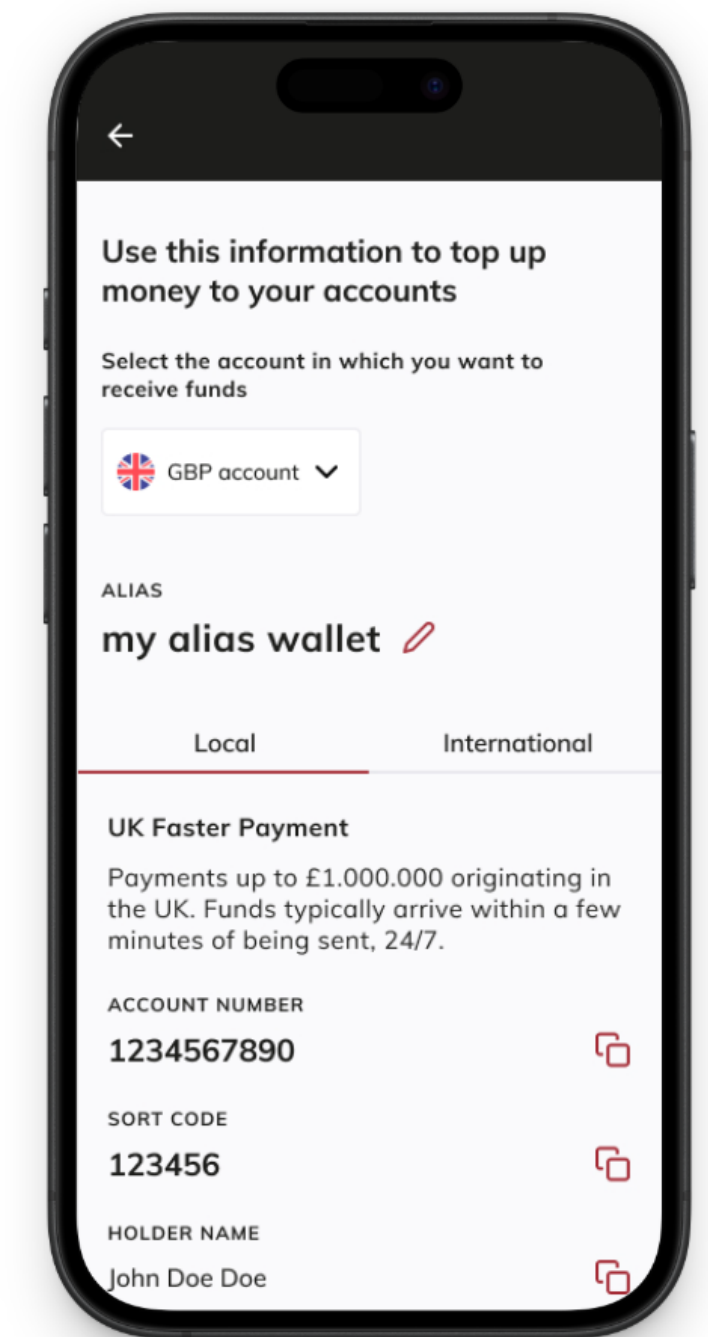 Use this information to top up
money to your accounts
Select the account in which you want to
receive funds
GBP account
ALIAS
my alias wallet
Local
International
UK Faster Payment
Payments up to £1.000.000 originating in
the UK. Funds typically arrive within a few
minutes of being sent, 24/7.
ACCOUNT NUMBER
1234567890
SORT CODE
123456
HOLDER NAME
John Doe Doe